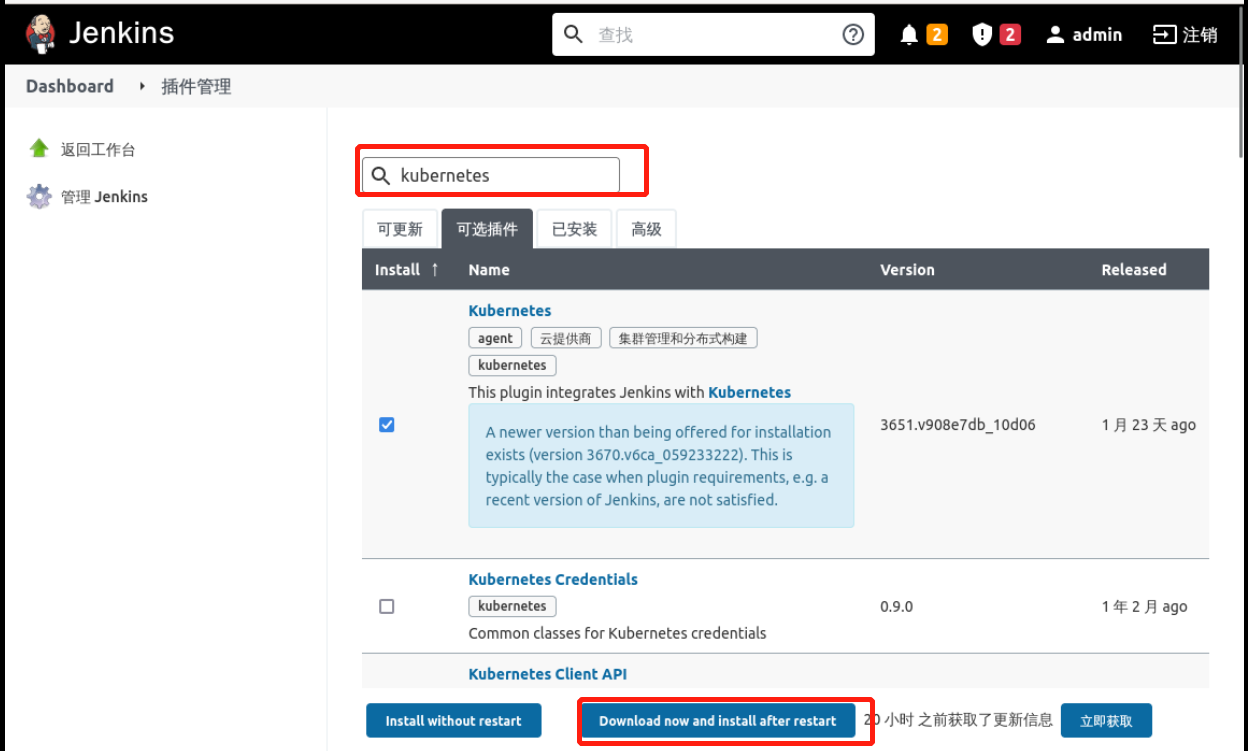 Jenkins
查找
2
2
admin
注销
Dashboard
插件管理
返回工作台
管理 Jenkins
kubernetes
可更新 可选插件 已安装 高级
Install ↑ Name Version Released
Kubernetes
agent 云提供商 集群管理和分布式构建
kubernetes
This plugin integrates Jenkins with Kubernetes
A newer version than being offered for installation
exists (version 3670.v6ca_059233222). This is
typically the case when plugin requirements, e.g. a
recent version of Jenkins, are not satisfied.
3651.v908e7db_10d06
1 月 23 天 ago
Kubernetes Credentials
kubernetes
Common classes for Kubernetes credentials
0.9.0
1 年 2 月 ago
Kubernetes Client API
Install without restart
Download now and install after restart
20 小时 之前获取了更新信息
立即获取